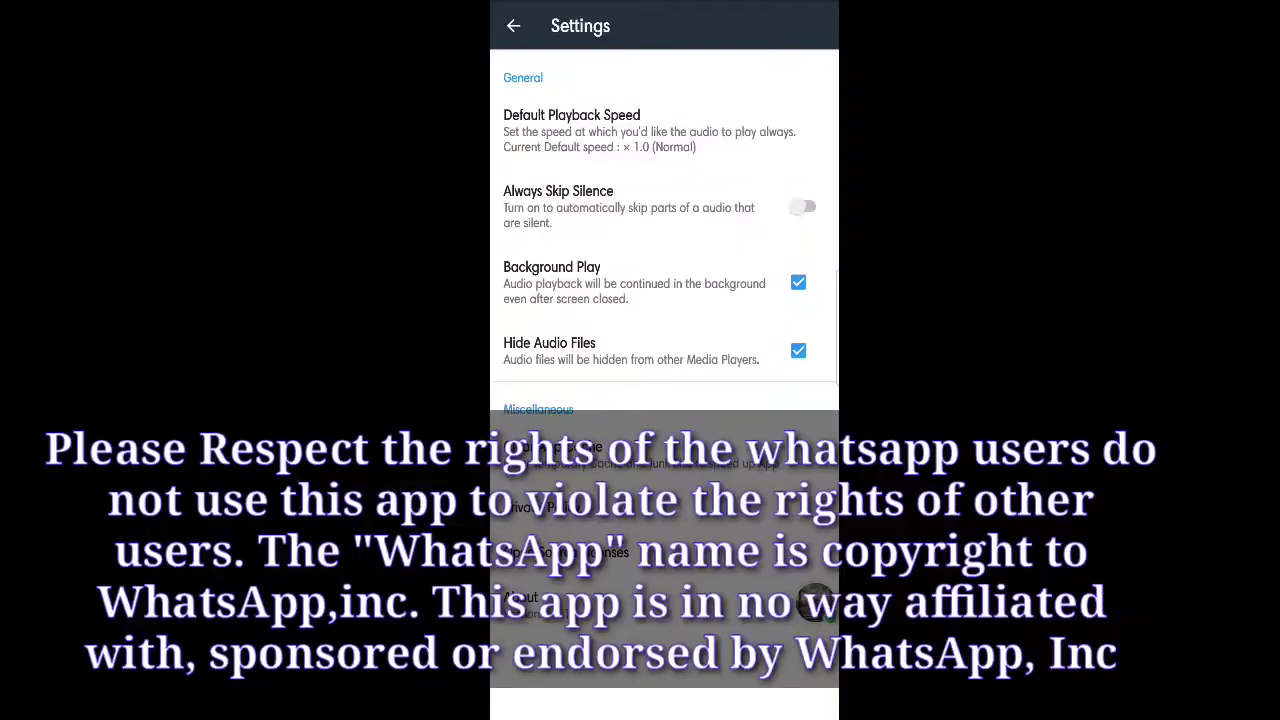 Settings
General
Default Playback Speed
Set the speed at which you'd like the audio to play always.
Current Default speed : × 1.0 (Normal)
Always Skip Silence
Turn on to automatically skip parts of a audio that
are silent.
Background Play
Audio playback will be continued in the background
even after screen closed.
Hide Audio Files
Audio files will be hidden from other Media Players.
Miscellaneous
Please Respect the rights of the whatsapp users do
not use this app to violate the rights of other
users. The "WhatsApp" name is copyright to
WhatsApp,inc. This app is in no way affiliated
with, sponsored or endorsed by WhatsApp, Inc
About